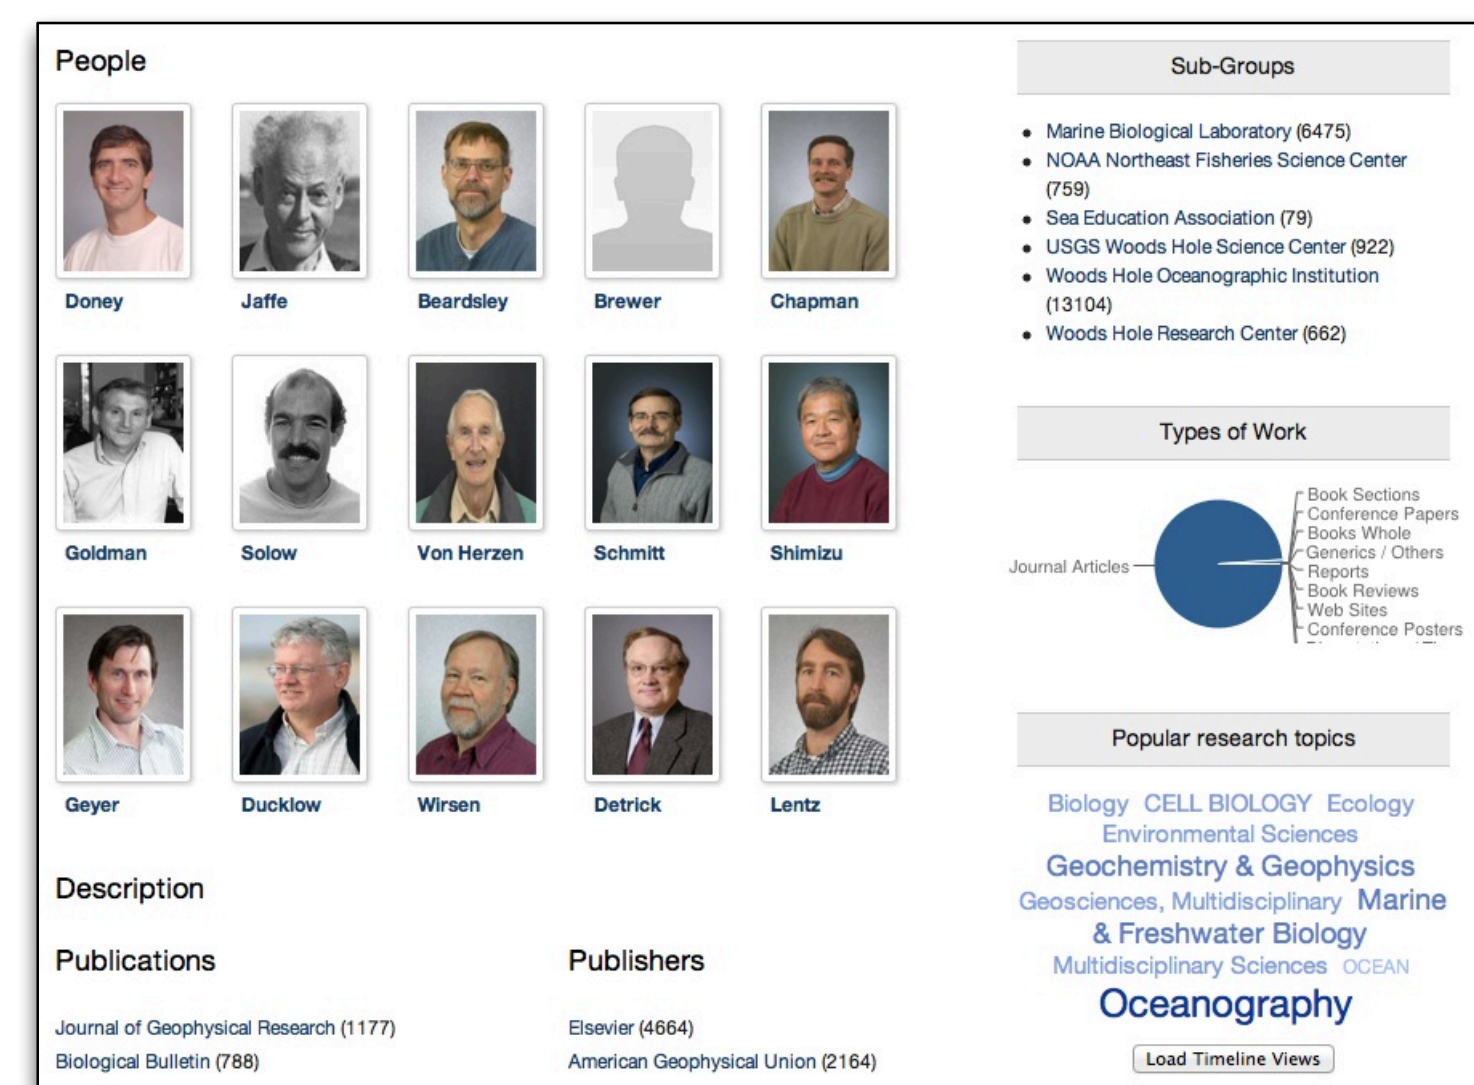 People
Doney
Jaffe
Beardsley
Brewer
Chapman
Goldman
Solow
Von Herzen
Schmitt
Shimizu
Geyer
Ducklow
Wirsen
Detrick
Lentz
Description
Publications
Journal of Geophysical Research (1177)
Biological Bulletin (788)
Publishers
Elsevier (4664)
American Geophysical Union (2164)
Sub-Groups
Marine Biological Laboratory (6475)
NOAA Northeast Fisheries Science Center
(759)
Sea Education Association (79)
USGS Woods Hole Science Center (922)
Woods Hole Oceanographic Institution
(13104)
Woods Hole Research Center (662)
Types of Work
Journal Articles
Book Sections
Conference Papers
Books Whole
Generics / Others
Reports
Book Reviews
Web Sites
Conference Posters
Popular research topics
Biology CELL BIOLOGY Ecology
Environmental Sciences
Geochemistry & Geophysics
Geosciences, Multidisciplinary Marine
& Freshwater Biology
Multidisciplinary Sciences OCEAN
Oceanography
Load Timeline Views